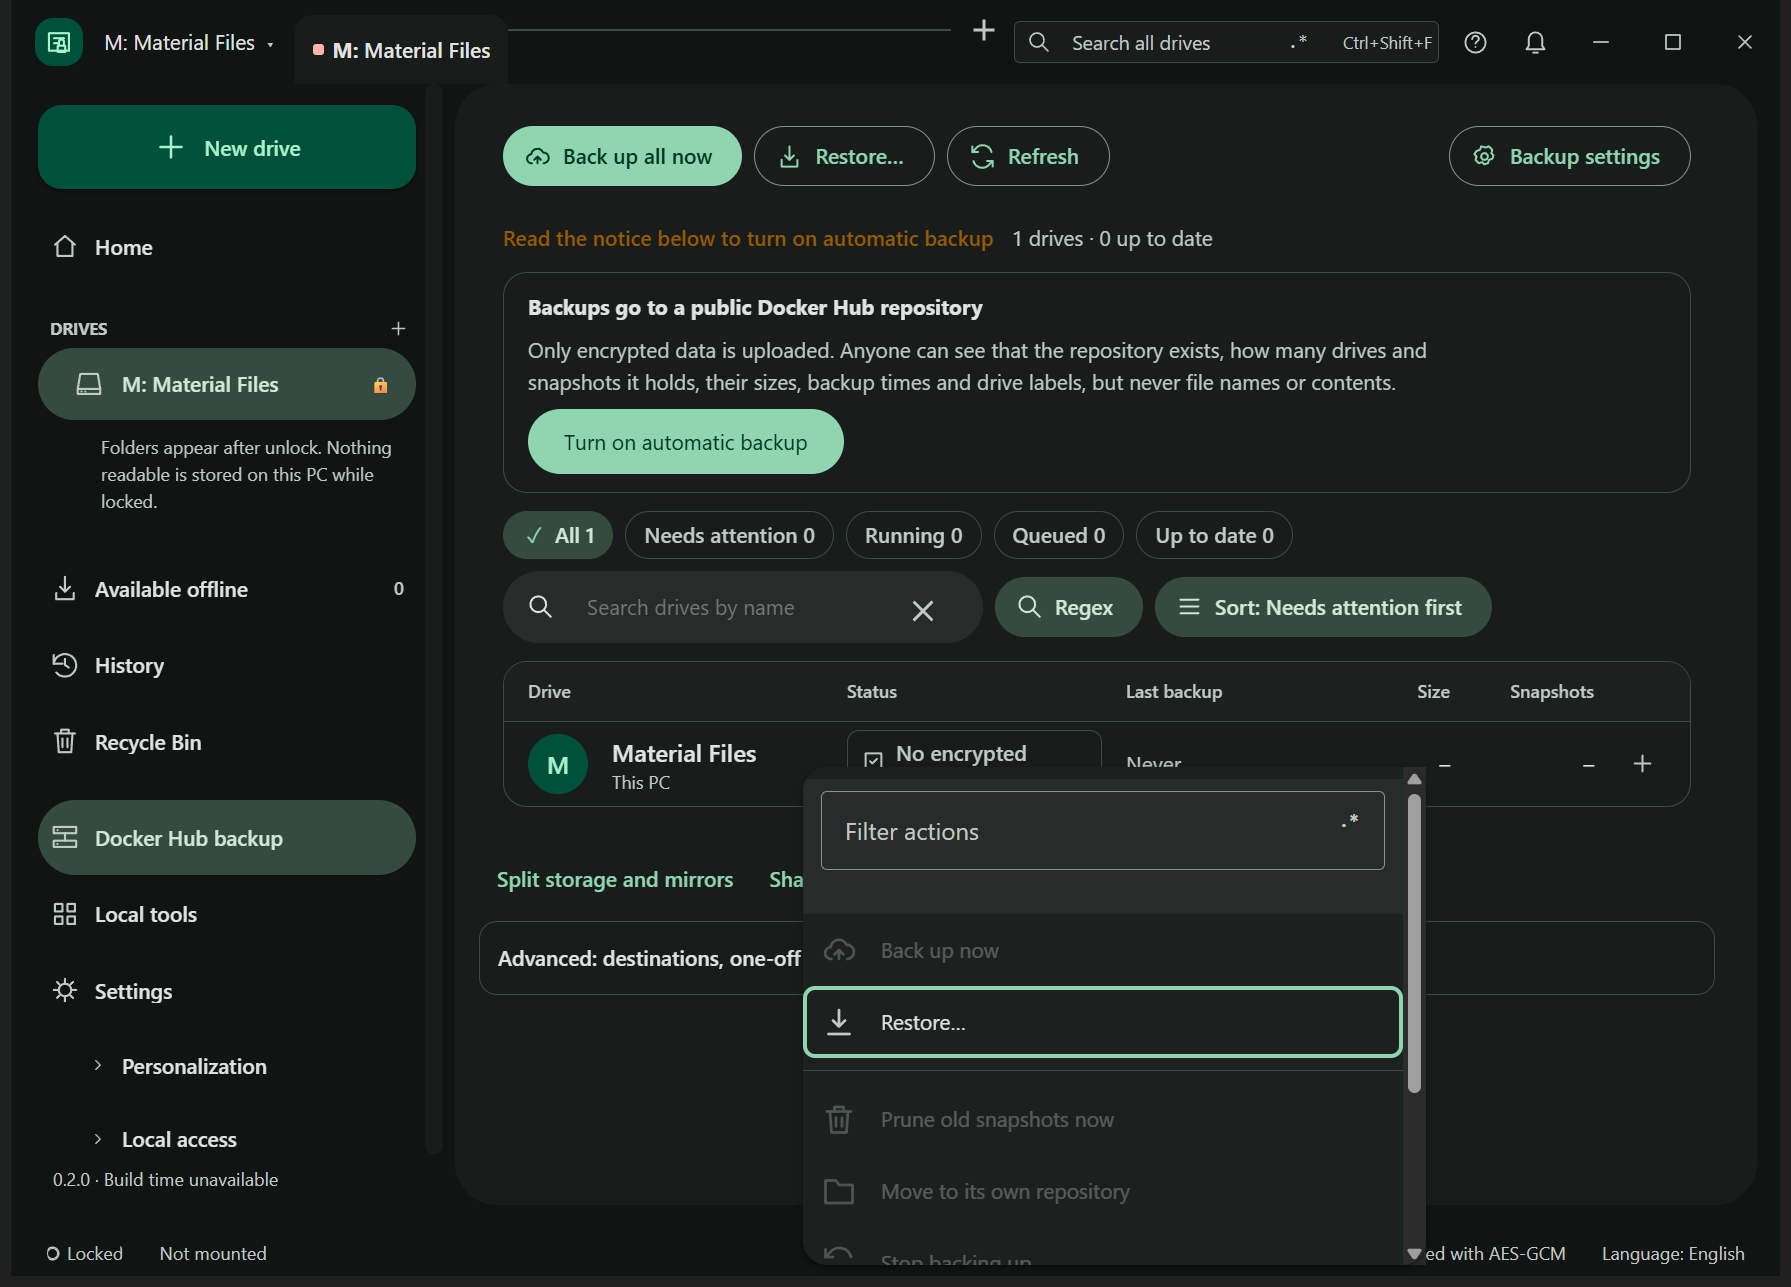 M: Material Files
M: Material Files
Search all drives .* Ctrl+Shift+F
New drive
Home
DRIVES
M: Material Files
Folders appear after unlock. Nothing
readable is stored on this PC while
locked.
Available offline 0
History
Recycle Bin
Docker Hub backup
Local tools
Settings
Personalization
Local access
0.2.0 · Build time unavailable
Back up all now
Restore...
Refresh
Backup settings
Read the notice below to turn on automatic backup 1 drives · 0 up to date
Backups go to a public Docker Hub repository
Only encrypted data is uploaded. Anyone can see that the repository exists, how many drives and
snapshots it holds, their sizes, backup times and drive labels, but never file names or contents.
Turn on automatic backup
All 1
Needs attention 0
Running 0
Queued 0
Up to date 0
Search drives by name
Regex
Sort: Needs attention first
Drive Status Last backup Size Snapshots
M
Material Files
This PC
No encrypted
Never
–
–
Split storage and mirrors
Sha
Advanced: destinations, one-off
Filter actions .*
Back up now
Restore...
Prune old snapshots now
Move to its own repository
Stop backing up
Locked
Not mounted
ed with AES-GCM
Language: English